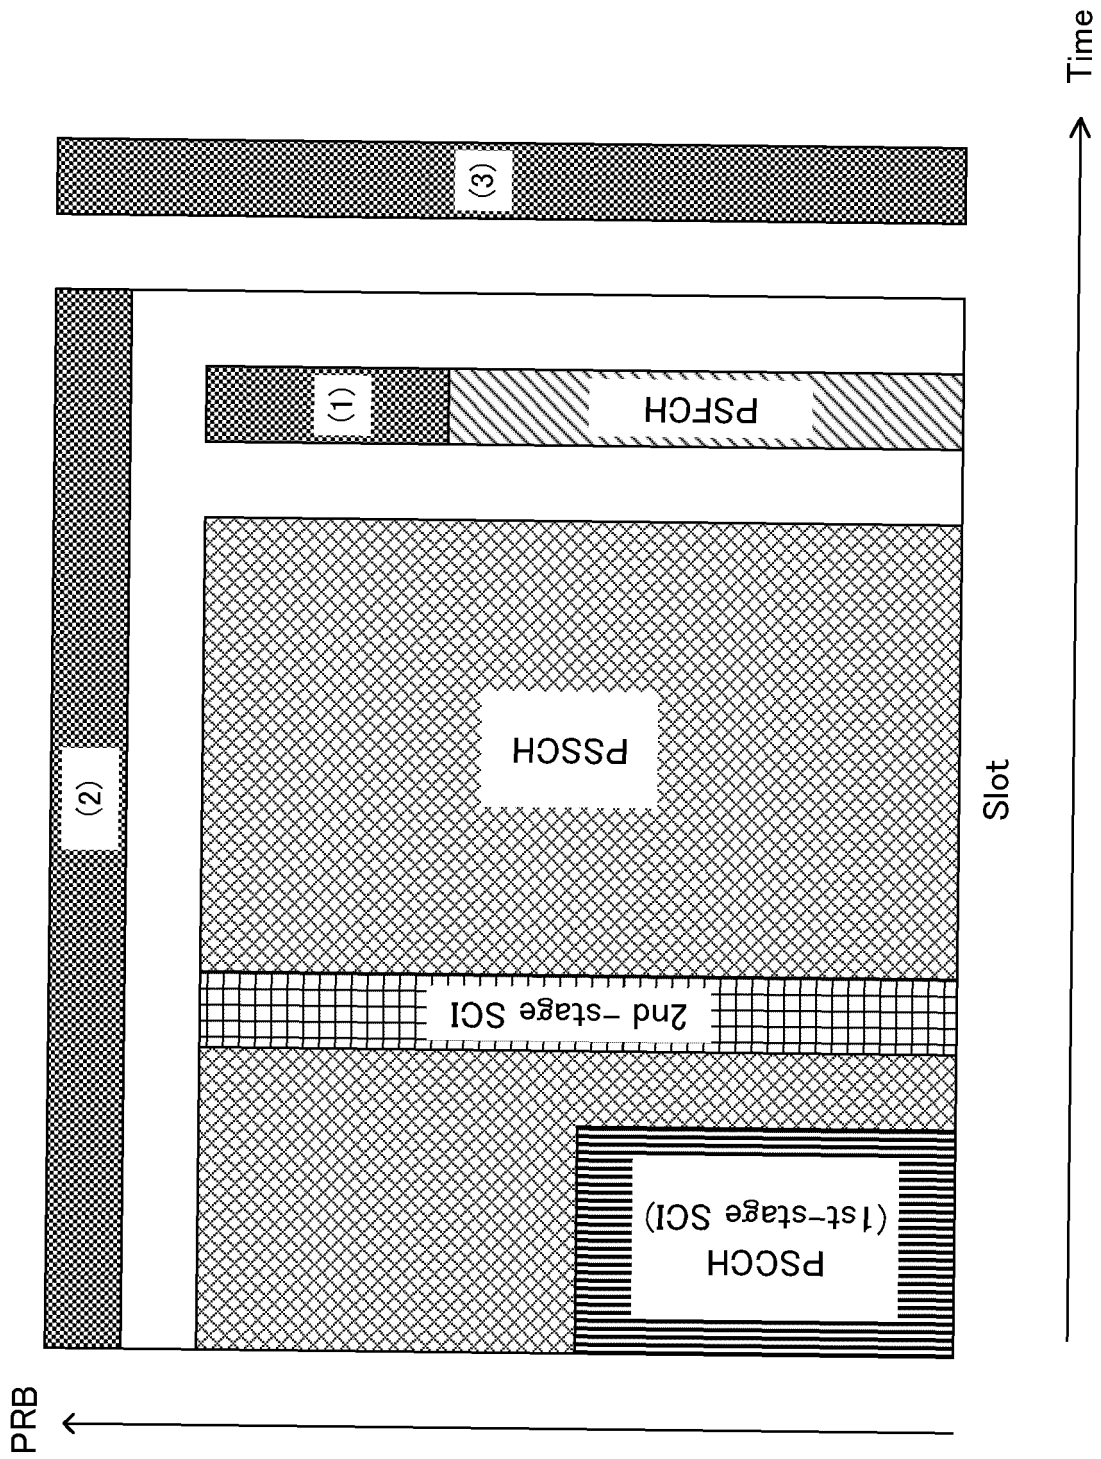 PRB
(2)
(1)
(3)
PSFCH
PSSCH
2nd-stage SCI
PSCCH
(1st-stage SCI)
Slot
Time